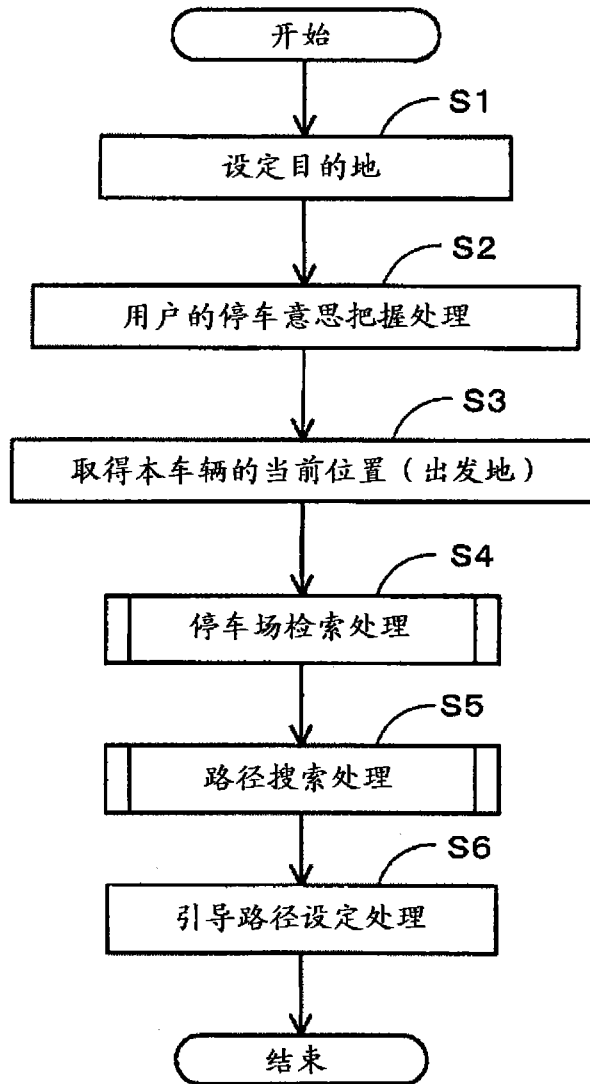 开始
S1
设定目的地
S2
用户的停车意思把握处理
S3
取得本车辆的当前位置（出发地）
S4
停车场检索处理
S5
路径搜索处理
S6
引导路径设定处理
结束